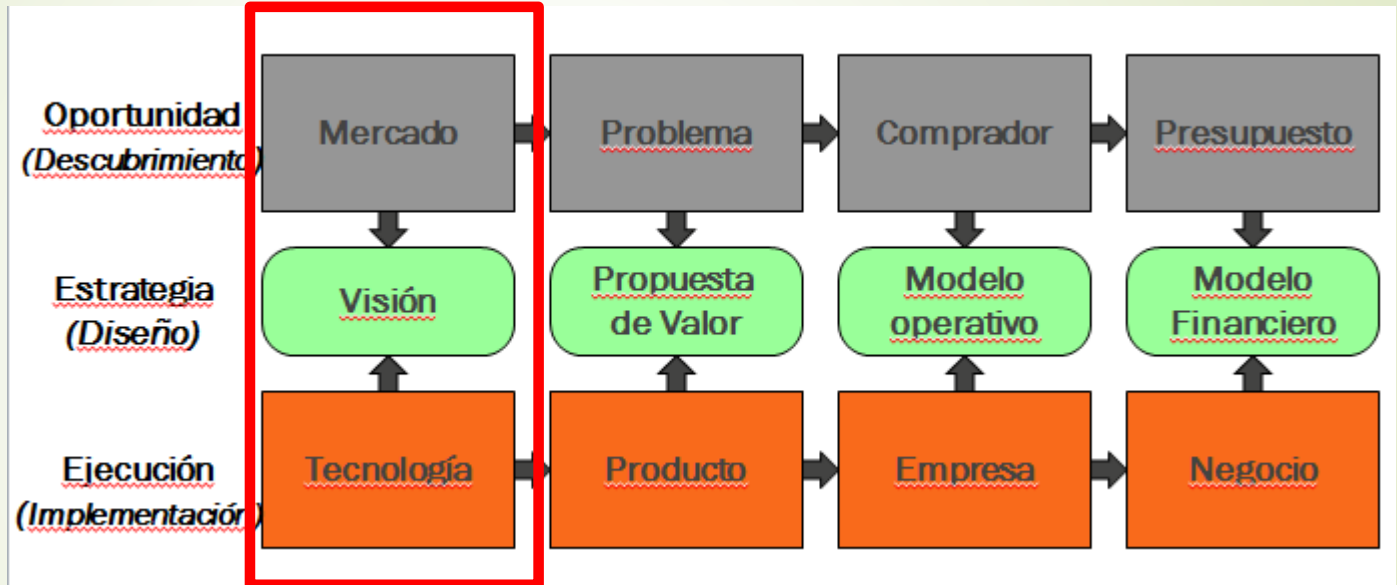 Oportunidad
(Descubrimiento)
Mercado
Problema
Comprador
Presupuesto
Estrategia
(Diseño)
Visión
Propuesta
de Valor
Modelo
operativo
Modelo
Financiero
Ejecución
(Implementación)
Tecnología
Producto
Empresa
Negocio